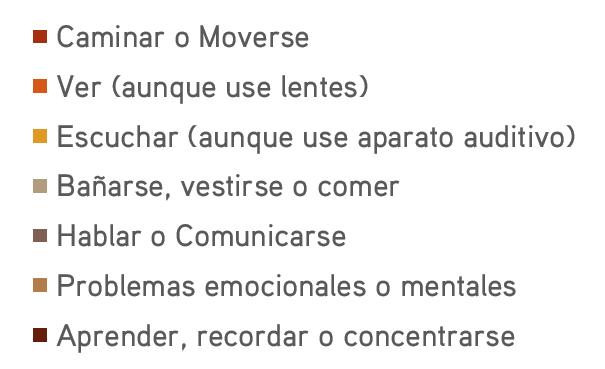 Caminar o Moverse
Ver (aunque use lentes)
Escuchar (aunque use aparato auditivo)
Bañarse, vestirse o comer
Hablar o Comunicarse
Problemas emocionales o mentales
Aprender, recordar o concentrarse